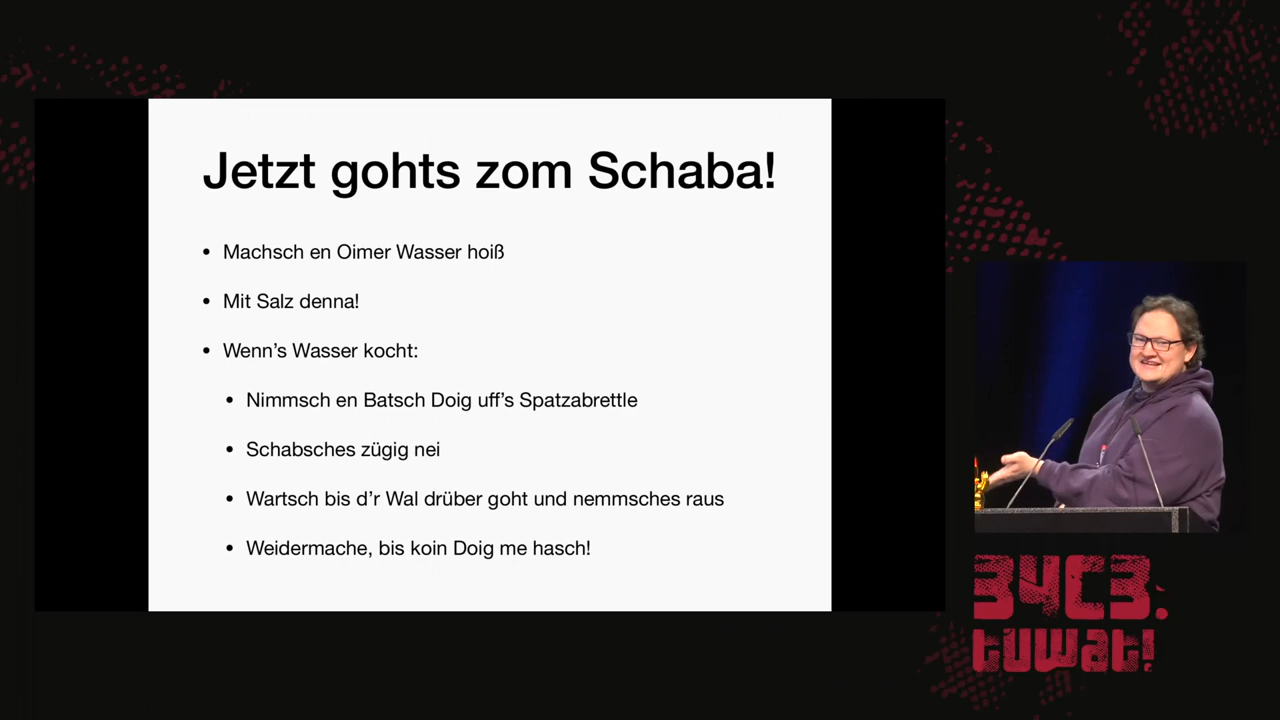 Jetzt gohts zom Schaba!
• Machsch en Oimer Wasser hoiß
• Mit Salz denna!
• Wenn’s Wasser kocht:
• Nimmsch en Batsch Doig uff’s Spatzabrettle
• Schabsches zügig nei
• Wartsch bis d’r Wal drüber goht und nemmsches raus
• Weidermache, bis koin Doig me hasch!
34C3.
tuwat!